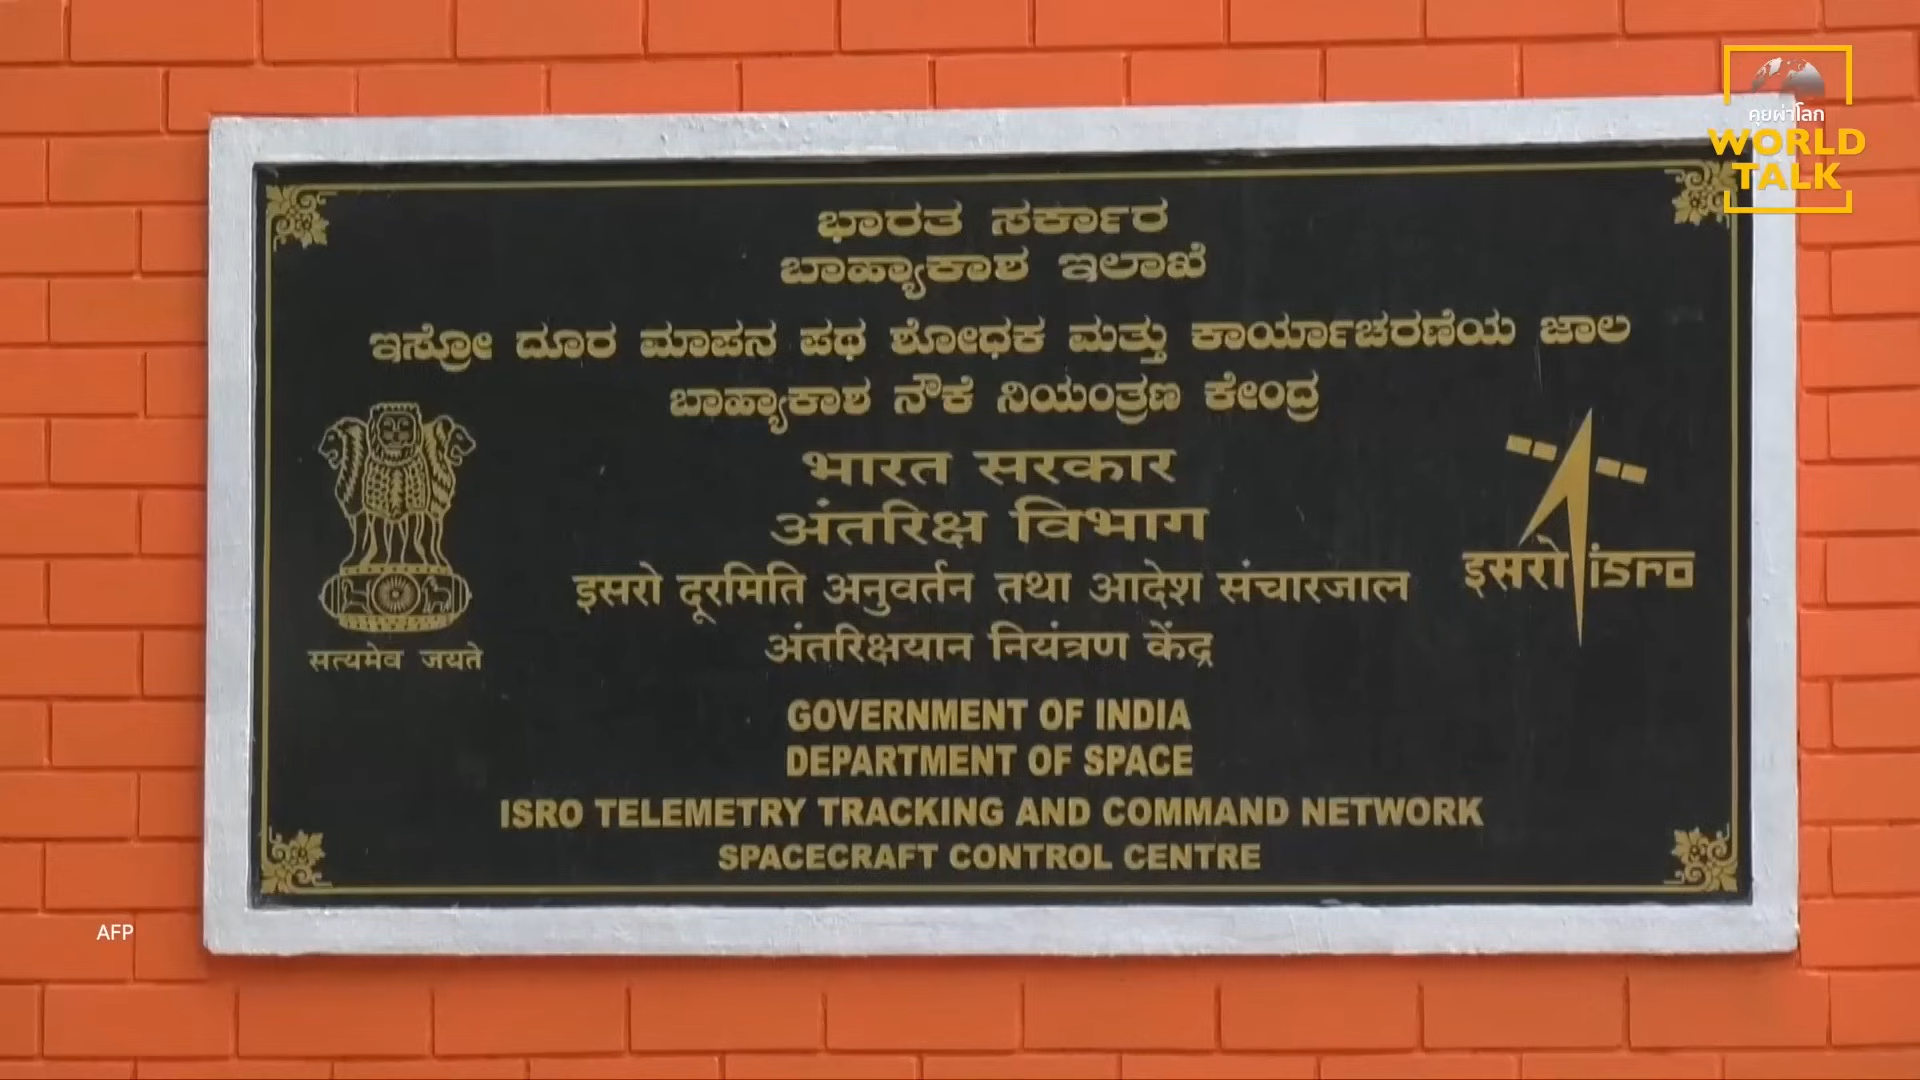 คุยผ่าโลก
WORLD
TALK
ಭಾರತ ಸರ್ಕಾರ
ಬಾಹ್ಯಾಕಾಶ ಇಲಾಖೆ
ಇಸ್ರೋ ದೂರ ಮಾಪನ ಪಥ ಶೋಧಕ ಮತ್ತು ಕಾರ್ಯಾಚರಣೆಯ ಜಾಲ
ಬಾಹ್ಯಾಕಾಶ ನೌಕೆ ನಿಯಂತ್ರಣ ಕೇಂದ್ರ
भारत सरकार
अंतरिक्ष विभाग
इसरो दूरमिति अनुवर्तन तथा आदेश संचारजाल
अंतरिक्षयान नियंत्रण केंद्र
सत्यमेव जयते
इसरो isro
GOVERNMENT OF INDIA
DEPARTMENT OF SPACE
ISRO TELEMETRY TRACKING AND COMMAND NETWORK
SPACECRAFT CONTROL CENTRE
AFP